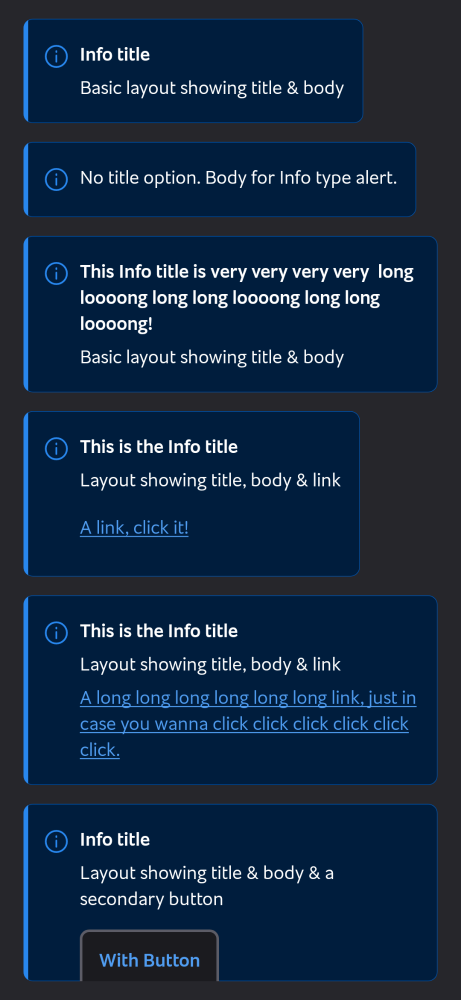 Info title
Basic layout showing title & body
No title option. Body for Info type alert.
This Info title is very very very very  long
loooong long long loooong long long
loooong!
Basic layout showing title & body
This is the Info title
Layout showing title, body & link
A link, click it!
This is the Info title
Layout showing title, body & link
A long long long long long long link, just in
case you wanna click click click click click
click.
Info title
Layout showing title & body & a
secondary button
With Button